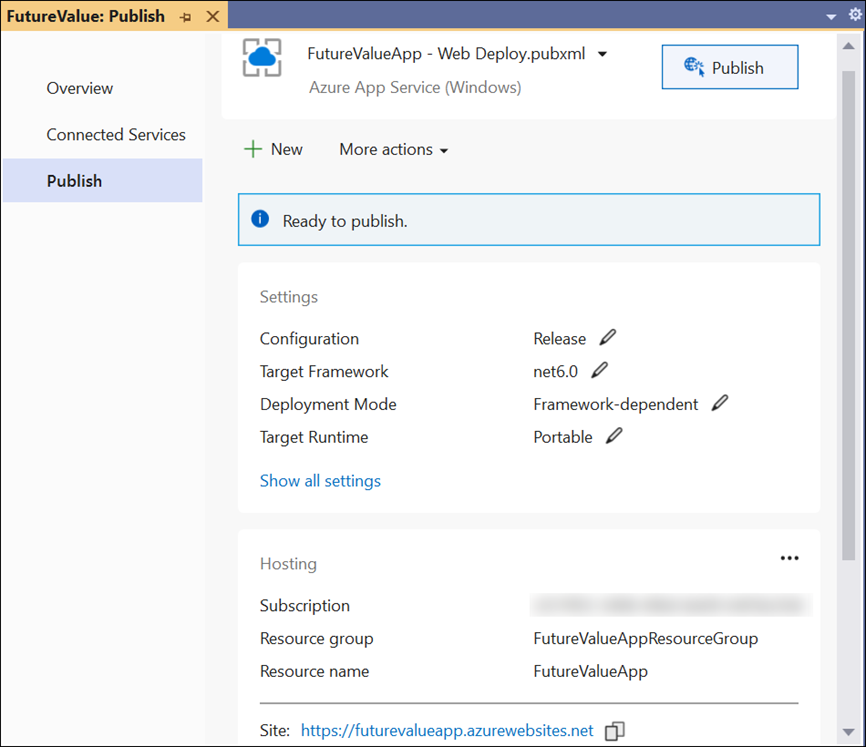 FutureValue: Publish
Overview
Connected Services
Publish
FutureValueApp - Web Deploy.pubxml
Azure App Service (Windows)
Publish
New
More actions
Ready to publish.
Settings
Configuration Release
Target Framework net6.0
Deployment Mode Framework-dependent
Target Runtime Portable
Show all settings
Hosting
Subscription
Resource group FutureValueAppResourceGroup
Resource name FutureValueApp
Site: https://futurevalueapp.azurewebsites.net